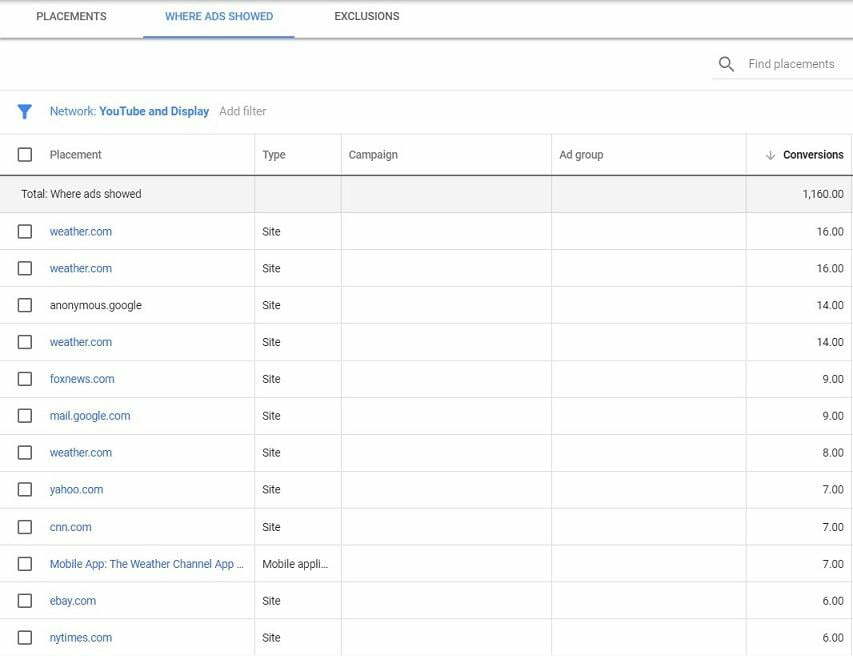 PLACEMENTS WHERE ADS SHOWED EXCLUSIONS
Find placements
Network: YouTube and Display Add filter
Placement Type Campaign Ad group Conversions
Total: Where ads showed 1,160.00
weather.com Site 16.00
weather.com Site 16.00
anonymous.google Site 14.00
weather.com Site 14.00
foxnews.com Site 9.00
mail.google.com Site 9.00
weather.com Site 8.00
yahoo.com Site 7.00
cnn.com Site 7.00
Mobile App: The Weather Channel App ... Mobile appli... 7.00
ebay.com Site 6.00
nytimes.com Site 6.00